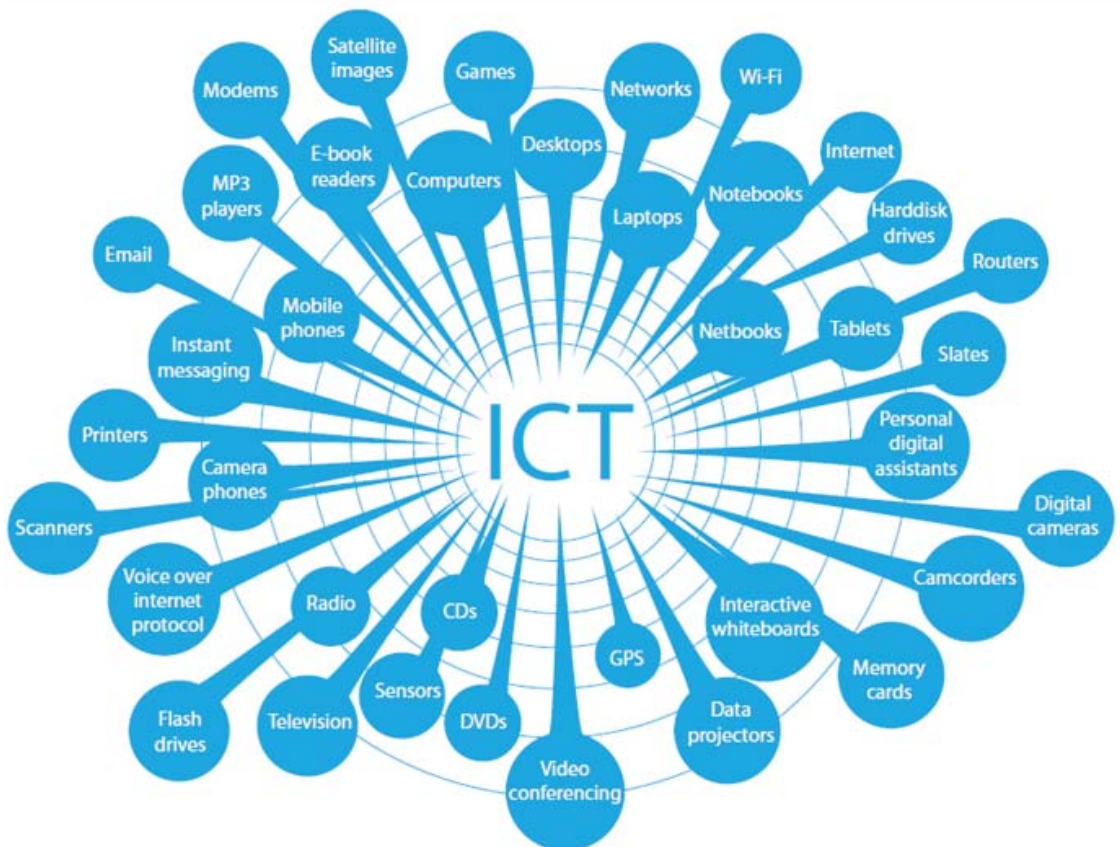 Satellite
images
Games
Wi-Fi
Modems
Networks
Desktops
Internet
E-book
readers
Computers
MP3
players
Notebooks
Laptops
Harddisk
drives
Email
Routers
Mobile
phones
Netbooks
Tablets
Instant
messaging
Slates
ICT
Printers
Personal
digital
assistants
Camera
phones
Scanners
Digital
cameras
Voice over
internet
protocol
Radio
CDs
Interactive
whiteboards
Camcorders
GPS
Memory
cards
Sensors
Flash
drives
Television
DVDs
Data
projectors
Video
conferencing